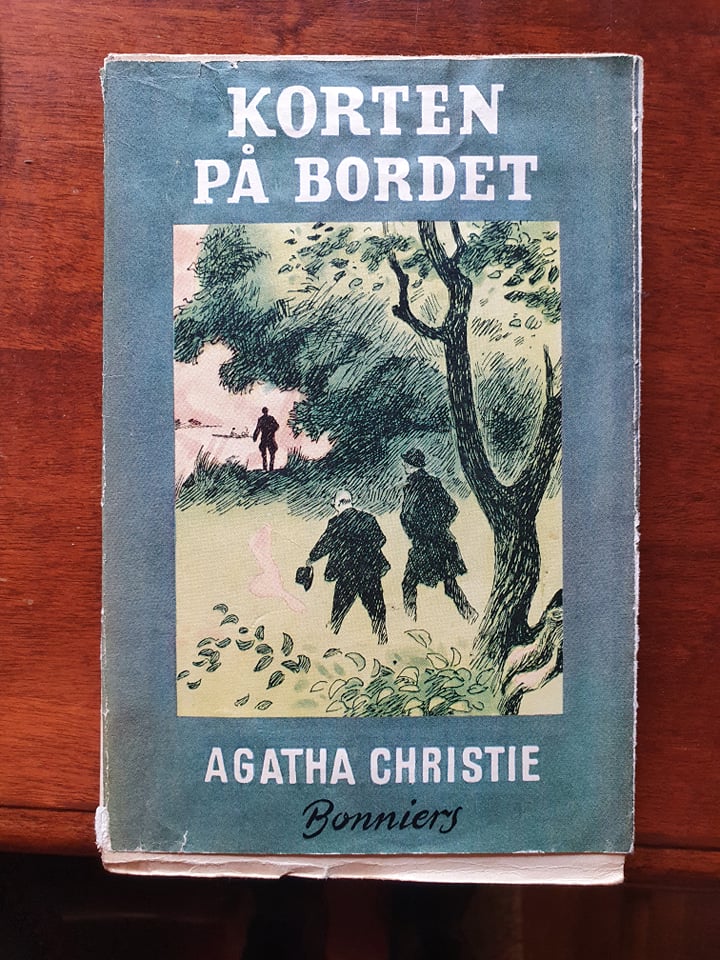 KORTEN
PÅ BORDET
AGATHA CHRISTIE
Bonniers